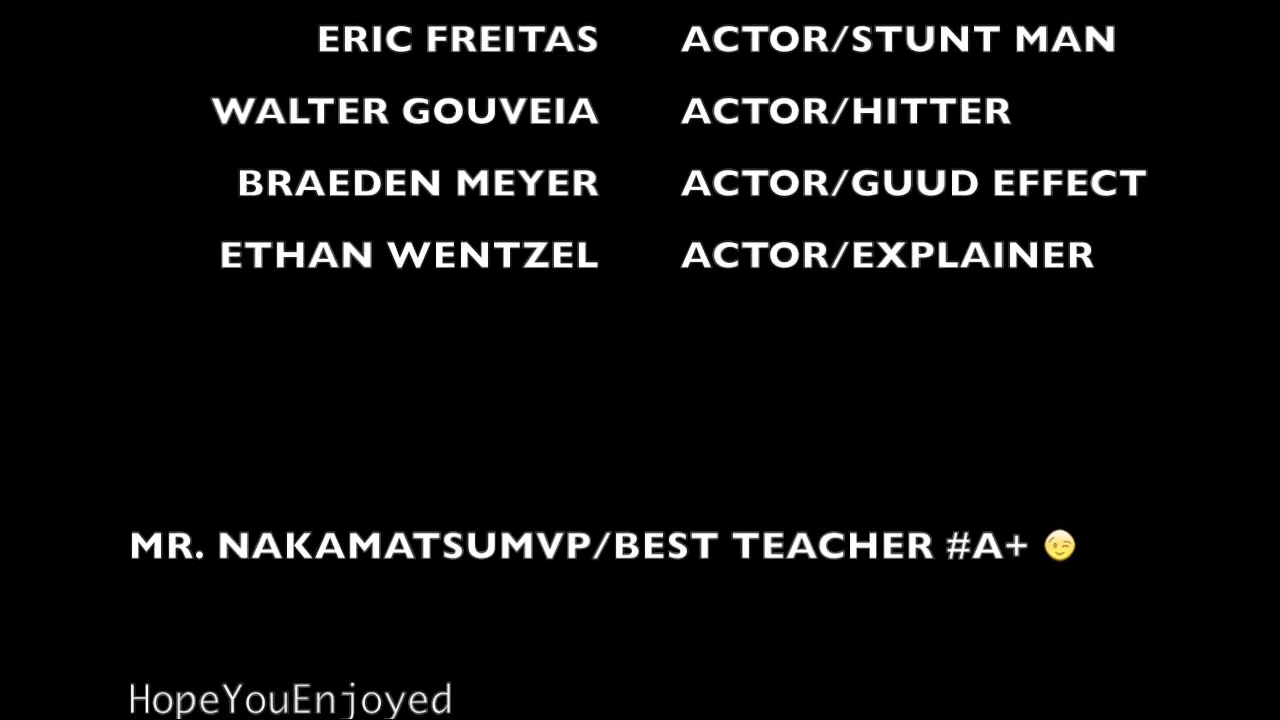 ERIC FREITAS ACTOR/STUNT MAN
WALTER GOUVEIA ACTOR/HITTER
BRAEDEN MEYER ACTOR/GUUD EFFECT
ETHAN WENTZEL ACTOR/EXPLAINER
MR. NAKAMATSUMVP/BEST TEACHER #A+ 😉
HopeYouEnjoyed